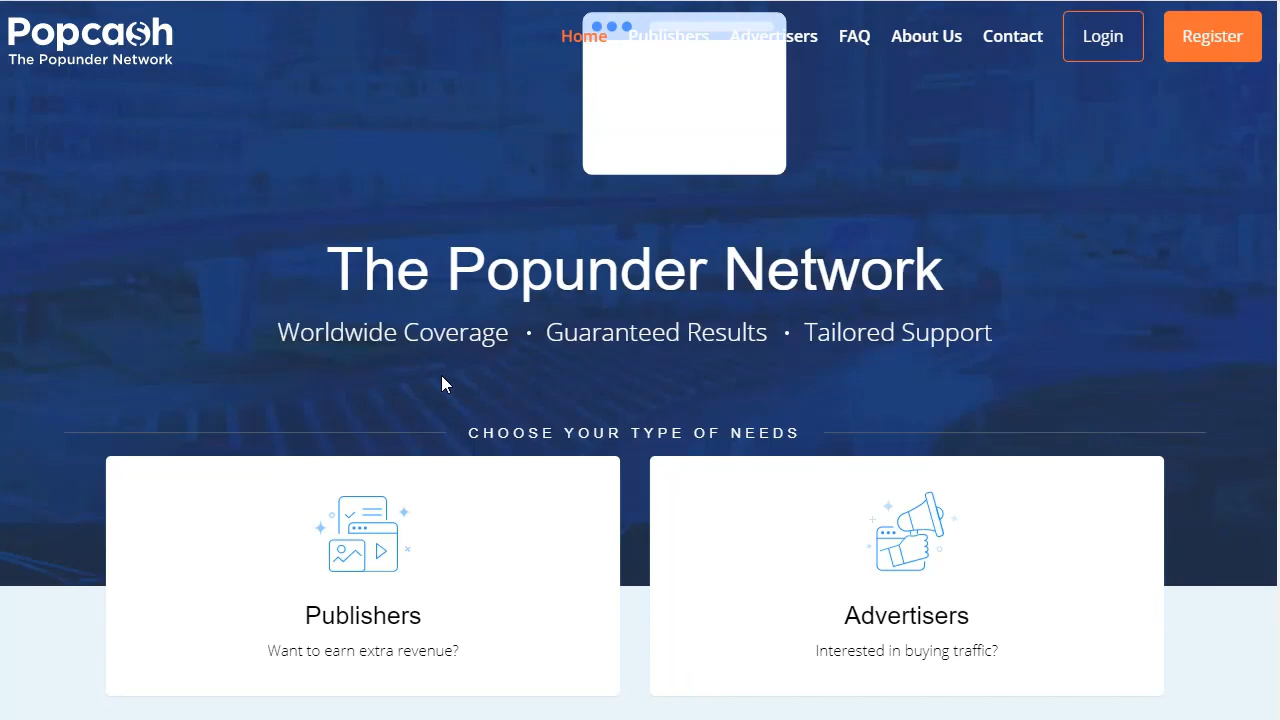 Popcash
The Popunder Network
Home Publishers Advertisers FAQ About Us Contact Login Register
The Popunder Network
Worldwide Coverage • Guaranteed Results • Tailored Support
CHOOSE YOUR TYPE OF NEEDS
Publishers
Want to earn extra revenue?
Advertisers
Interested in buying traffic?